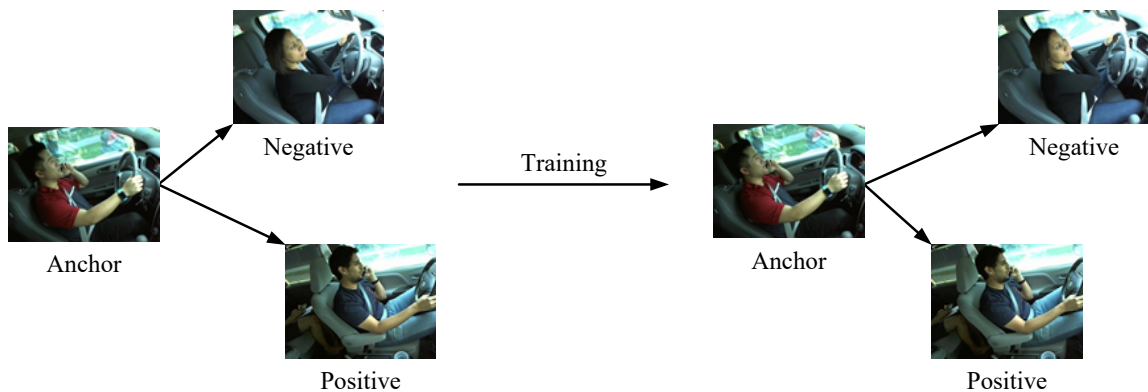 Negative
Anchor
Positive
Training
Negative
Anchor
Positive